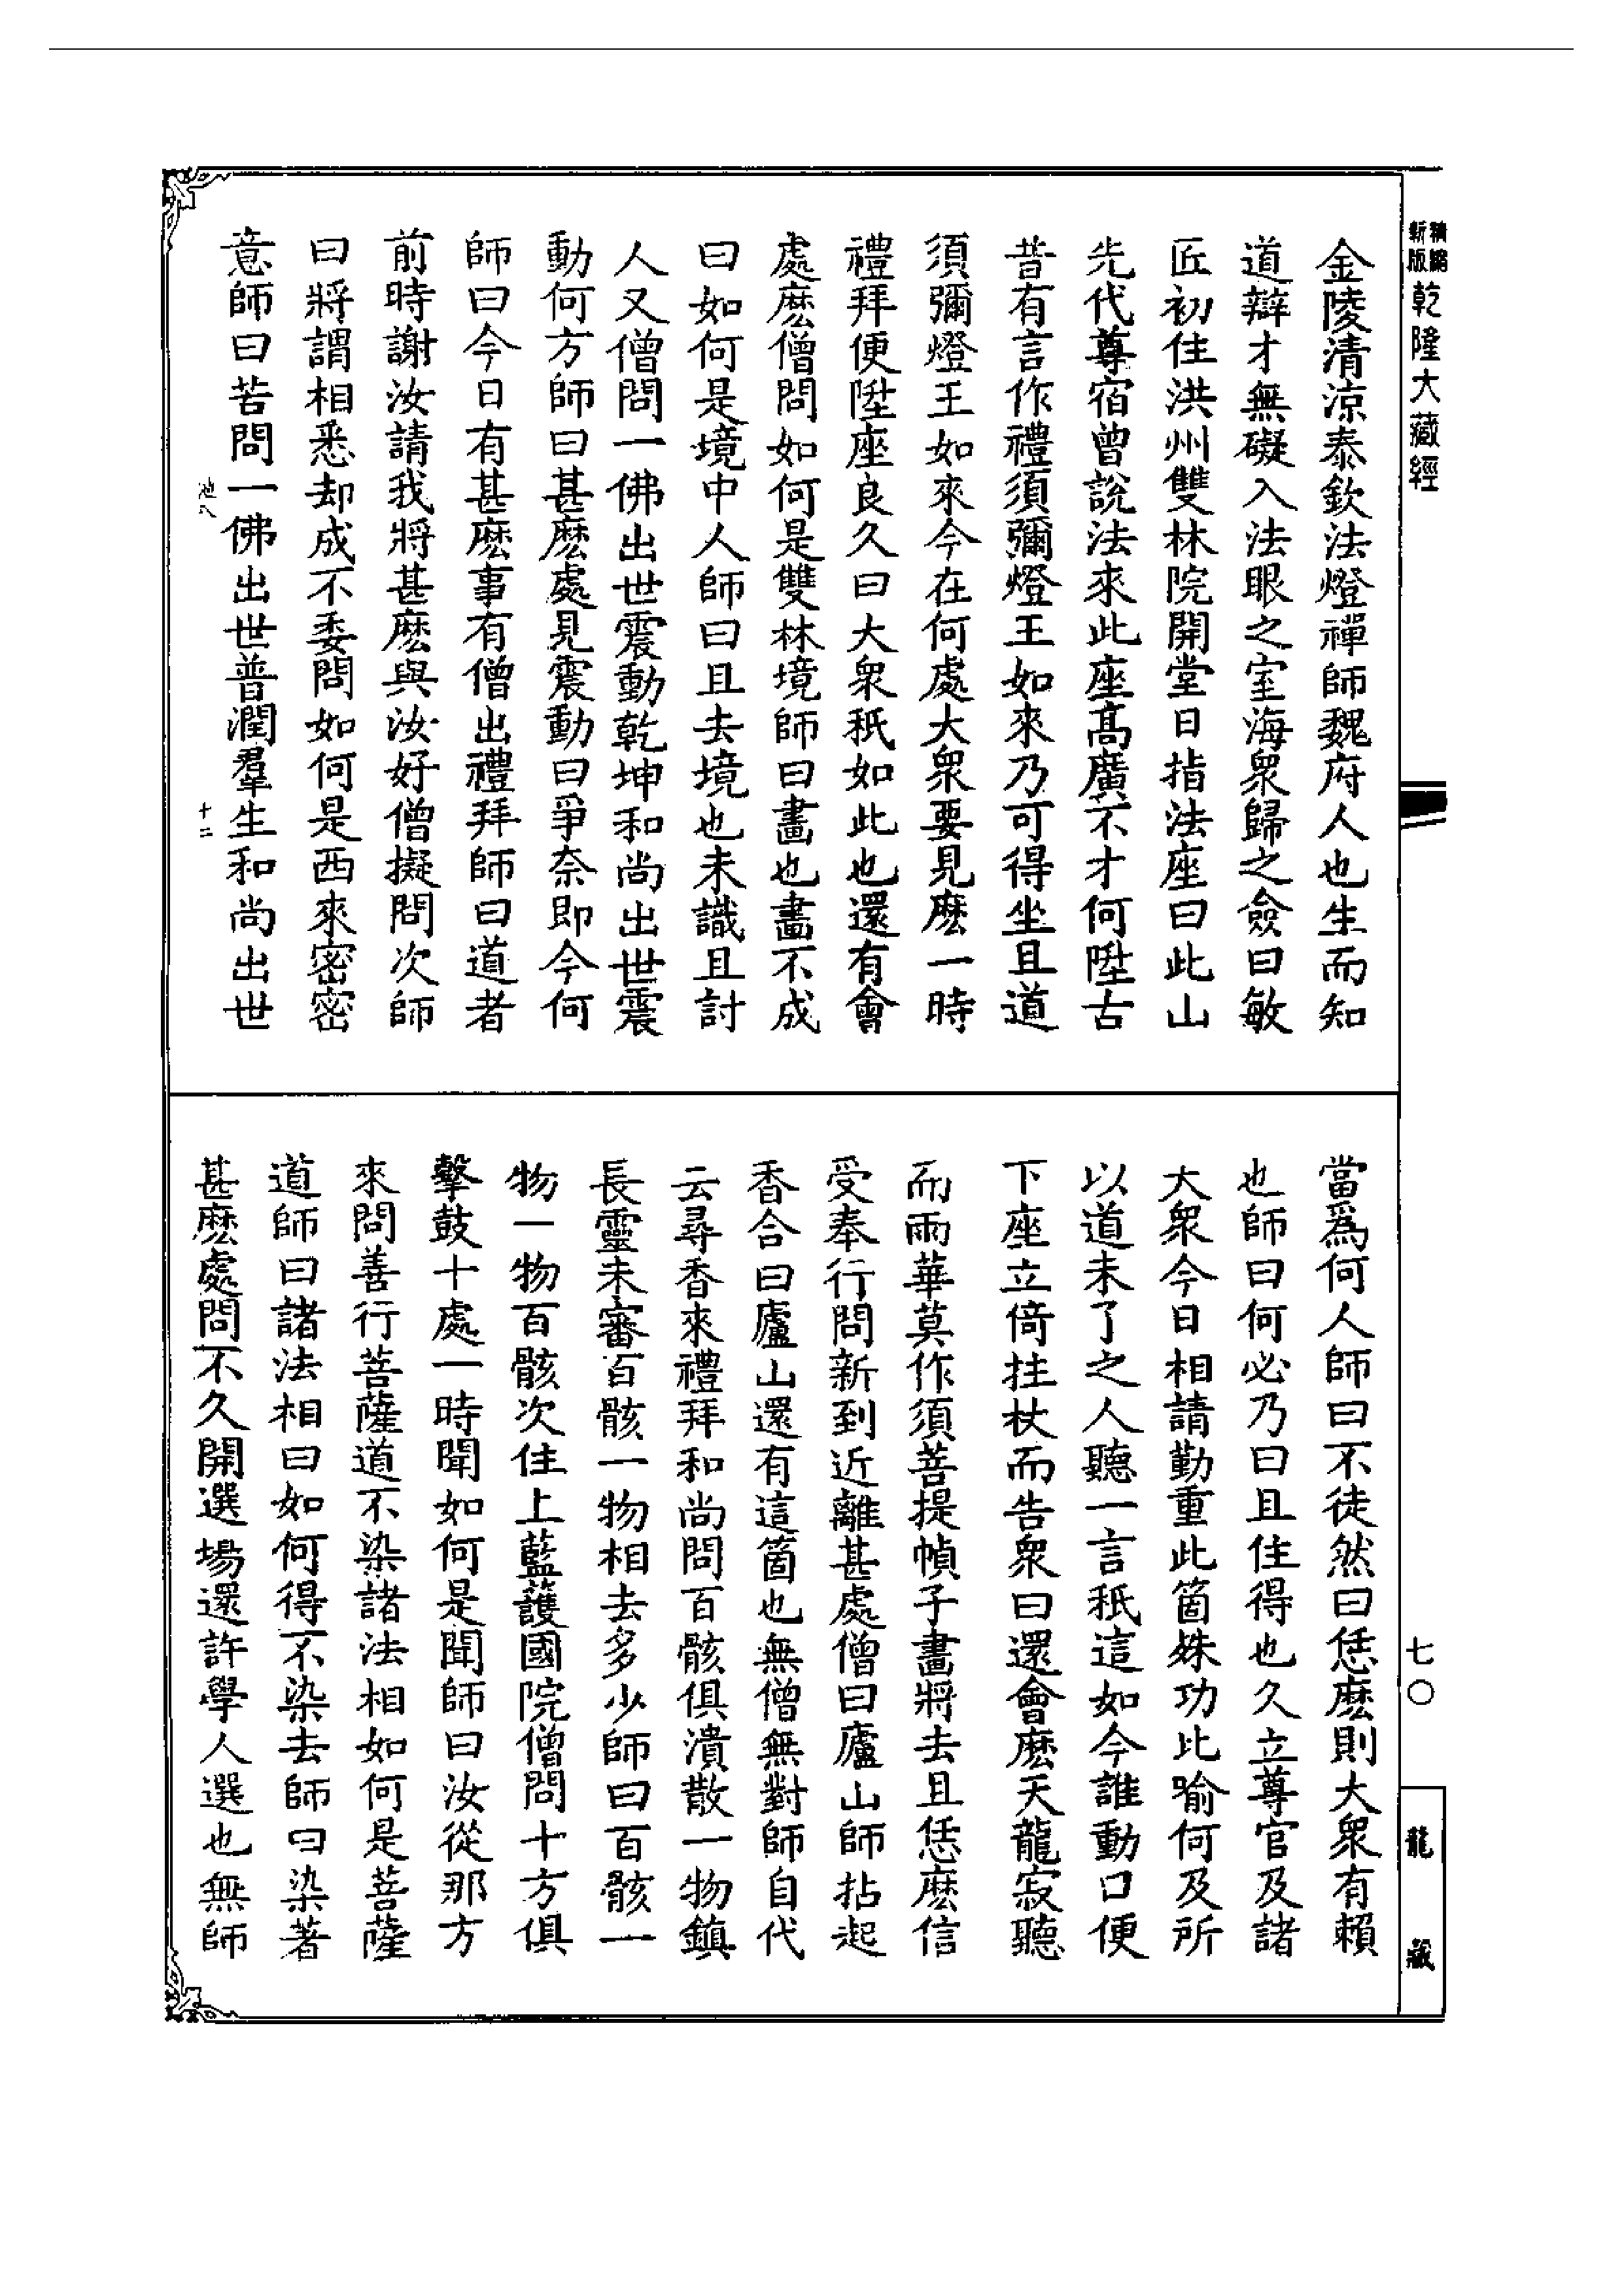 新版
精縮
乾隆大藏經
金陵清涼泰欽法燈禪師魏府人也生而知
道辯才無礙入法眼之室海衆歸之僉曰敏
匠初住洪州雙林院開堂日指法座曰此山
先代尊宿曾說法來此座高廣不才何陞古
昔有言作禮須彌燈王如來乃可得坐且道
須彌燈王如來今在何處大衆要見麽一時
禮拜便陞座良久曰大衆秖如此也還有會
處麽僧問如何是雙林境師曰畫也畫不成
曰如何是境中人師曰且去境也未識且討
人又僧問一佛出世震動乾坤和尚出世震
動何方師曰甚麽處見震動曰爭奈即今何
師曰今日有甚麽事有僧出禮拜師曰道者
前時謝汝請我將甚麽與汝好僧擬問次師
曰將謂相悉却成不委問如何是西來密密
意師曰苦問一佛出世普潤羣生和尚出世
池八
十二
當爲何人師曰不徒然曰恁麽則大衆有賴
也師曰何必乃曰且住得也久立尊官及諸
大衆今日相請勤重此箇殊功比喻何及所
以道未了之人聽一言秖這如今誰動口便
下座立倚拄杖而告衆曰還會麽天龍寂聽
而雨華莫作須菩提幀子畫將去且恁麽信
受奉行問新到近離甚處僧曰廬山師拈起
香合曰廬山還有這箇也無僧無對師自代
云尋香來禮拜和尚問百骸俱潰散一物鎮
長靈未審百骸一物相去多少師曰百骸一
物一物百骸次住上藍護國院僧問十方俱
擊鼓十處一時聞如何是聞師曰汝從那方
來問善行菩薩道不染諸法相如何是菩薩
道師曰諸法相曰如何得不染去師曰染著
甚麽處問不久開選場還許學人選也無師
七〇
龍藏